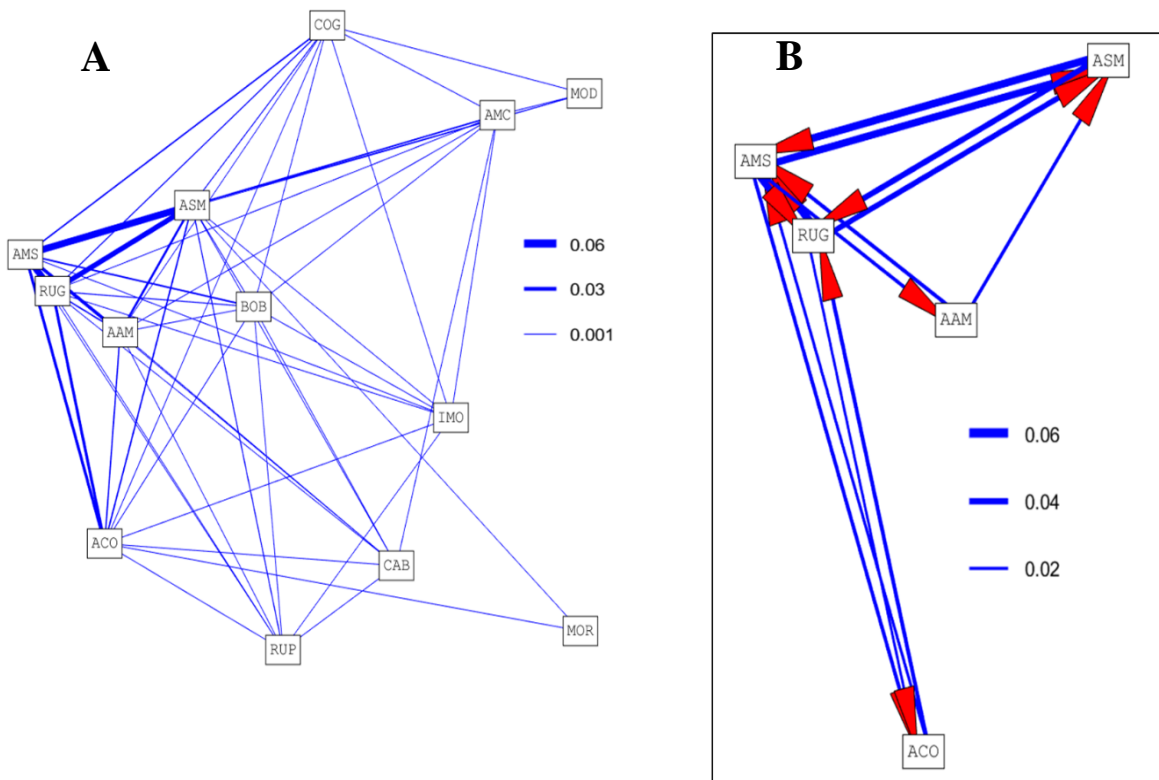 A
COG
MOD
AMC
ASM
AMS
RUG
BOB
AAM
IMO
ACO
CAB
MOR
RUP
0.06
0.03
0.001
B
ASM
AMS
RUG
AAM
ACO
0.06
0.04
0.02